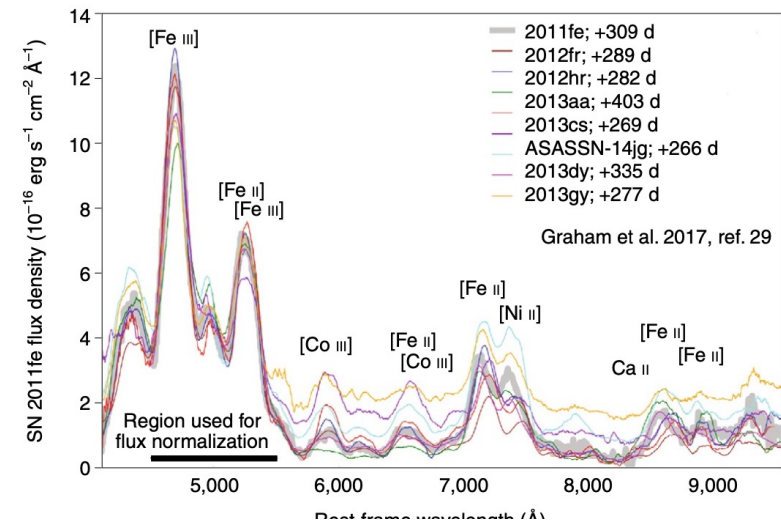 14
12
10
8
6
4
2
0
SN 2011fe flux density (10⁻¹⁶ erg s⁻¹ cm⁻² Å⁻¹)
[Fe III]
[Fe II]
[Fe III]
[Co III]
[Fe II]
[Co III]
[Fe II]
[Ni II]
Ca II
[Fe II]
[Fe II]
2011fe; +309 d
2012fr; +289 d
2012hr; +282 d
2013aa; +403 d
2013cs; +269 d
ASASSN-14jg; +266 d
2013dy; +335 d
2013gy; +277 d
Graham et al. 2017, ref. 29
Region used for
flux normalization
5,000 6,000 7,000 8,000 9,000
Rest-frame wavelength (Å)